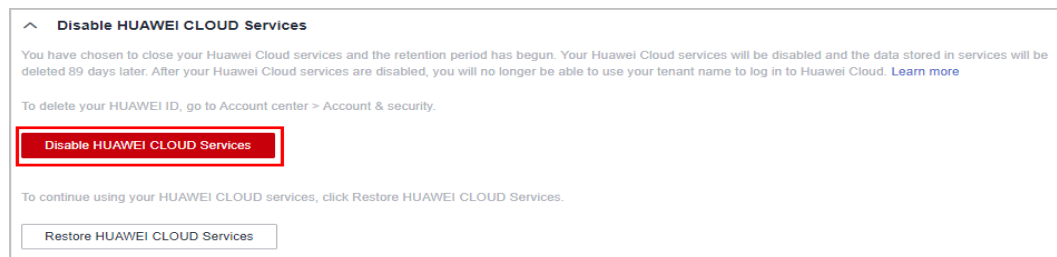 Disable HUAWEI CLOUD Services
You have chosen to close your Huawei Cloud services and the retention period has begun. Your Huawei Cloud services will be disabled and the data stored in services will be
deleted 89 days later. After your Huawei Cloud services are disabled, you will no longer be able to use your tenant name to log in to Huawei Cloud. Learn more
To delete your HUAWEI ID, go to Account center > Account & security.
Disable HUAWEI CLOUD Services
To continue using your HUAWEI CLOUD services, click Restore HUAWEI CLOUD Services.
Restore HUAWEI CLOUD Services